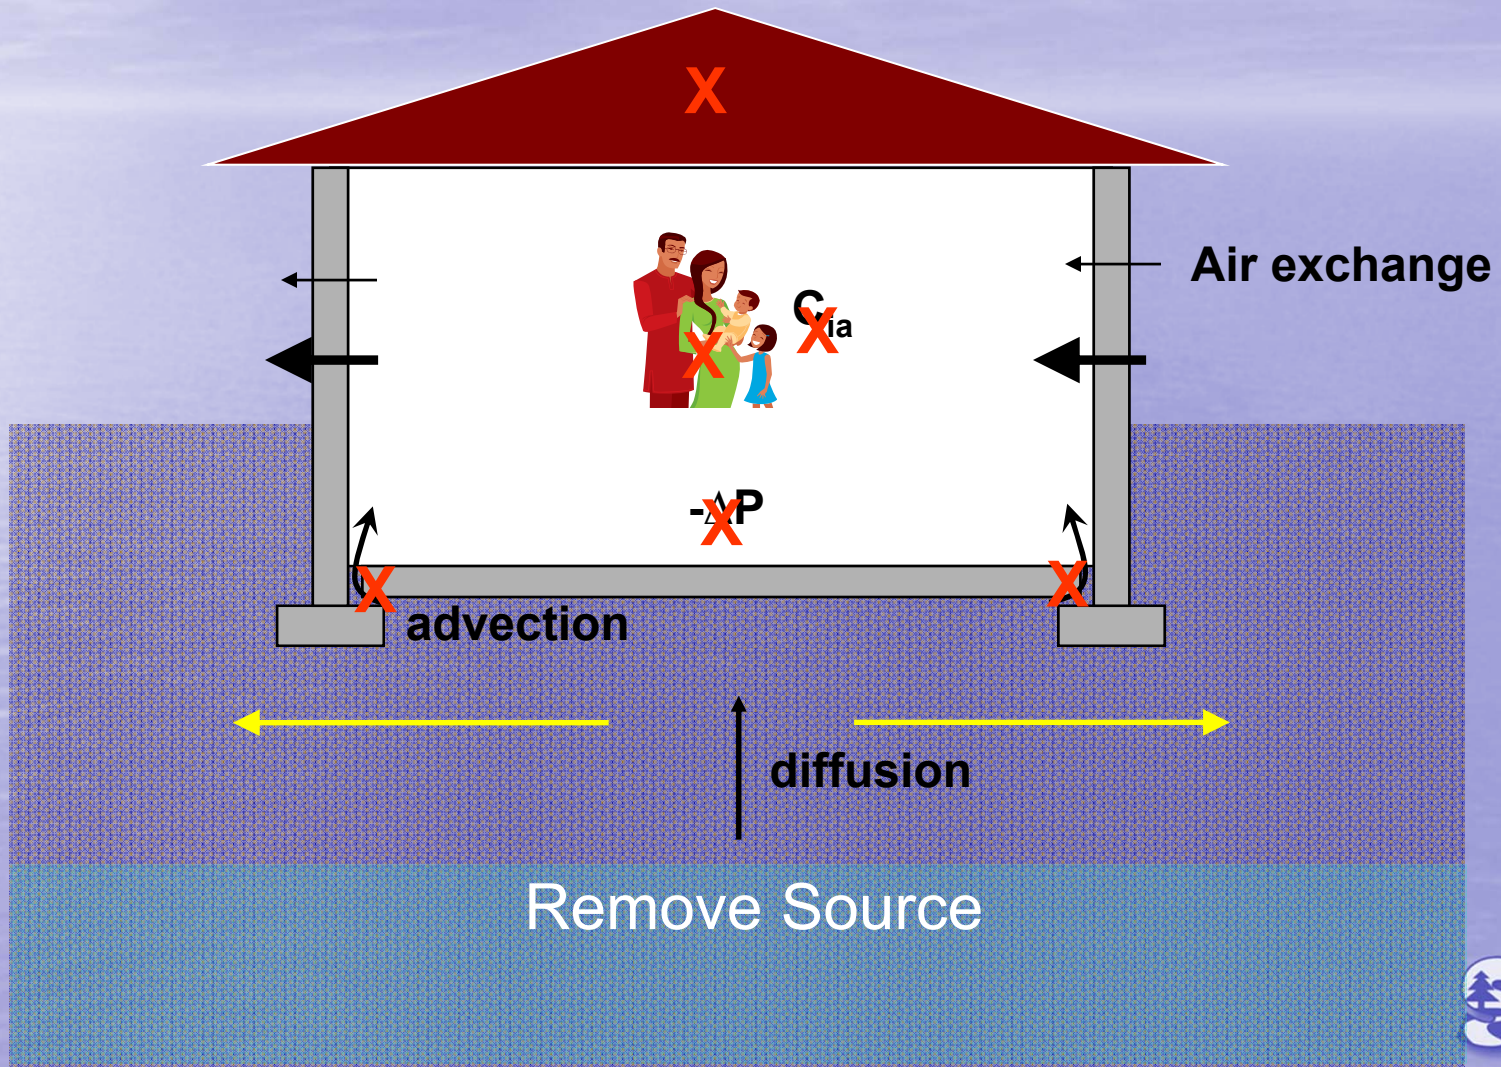 X
Air exchange
C ia
X
X
-ΔP
X
X
X
advection
diffusion
Remove Source